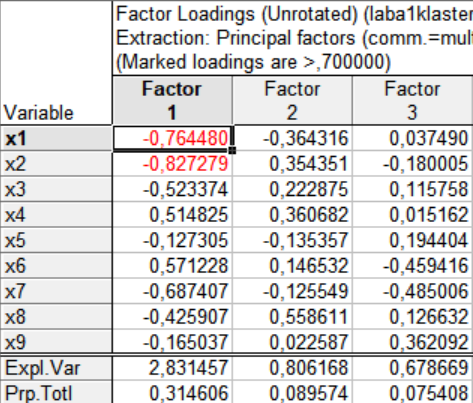 Factor Loadings (Unrotated) (laba1klaster
Extraction: Principal factors (comm.=mul
(Marked loadings are >,700000)
Variable Factor 1 Factor 2 Factor 3
x1 -0,764480 -0,364316 0,037490
x2 -0,827279 0,354351 -0,180005
x3 -0,523374 0,222875 0,115758
x4 0,514825 0,360682 0,015162
x5 -0,127305 -0,135357 0,194404
x6 0,571228 0,146532 -0,459416
x7 -0,687407 -0,125549 -0,485006
x8 -0,425907 0,558611 0,126632
x9 -0,165037 0,022587 0,362092
Expl.Var 2,831457 0,806168 0,678669
Prp.Totl 0,314606 0,089574 0,075408